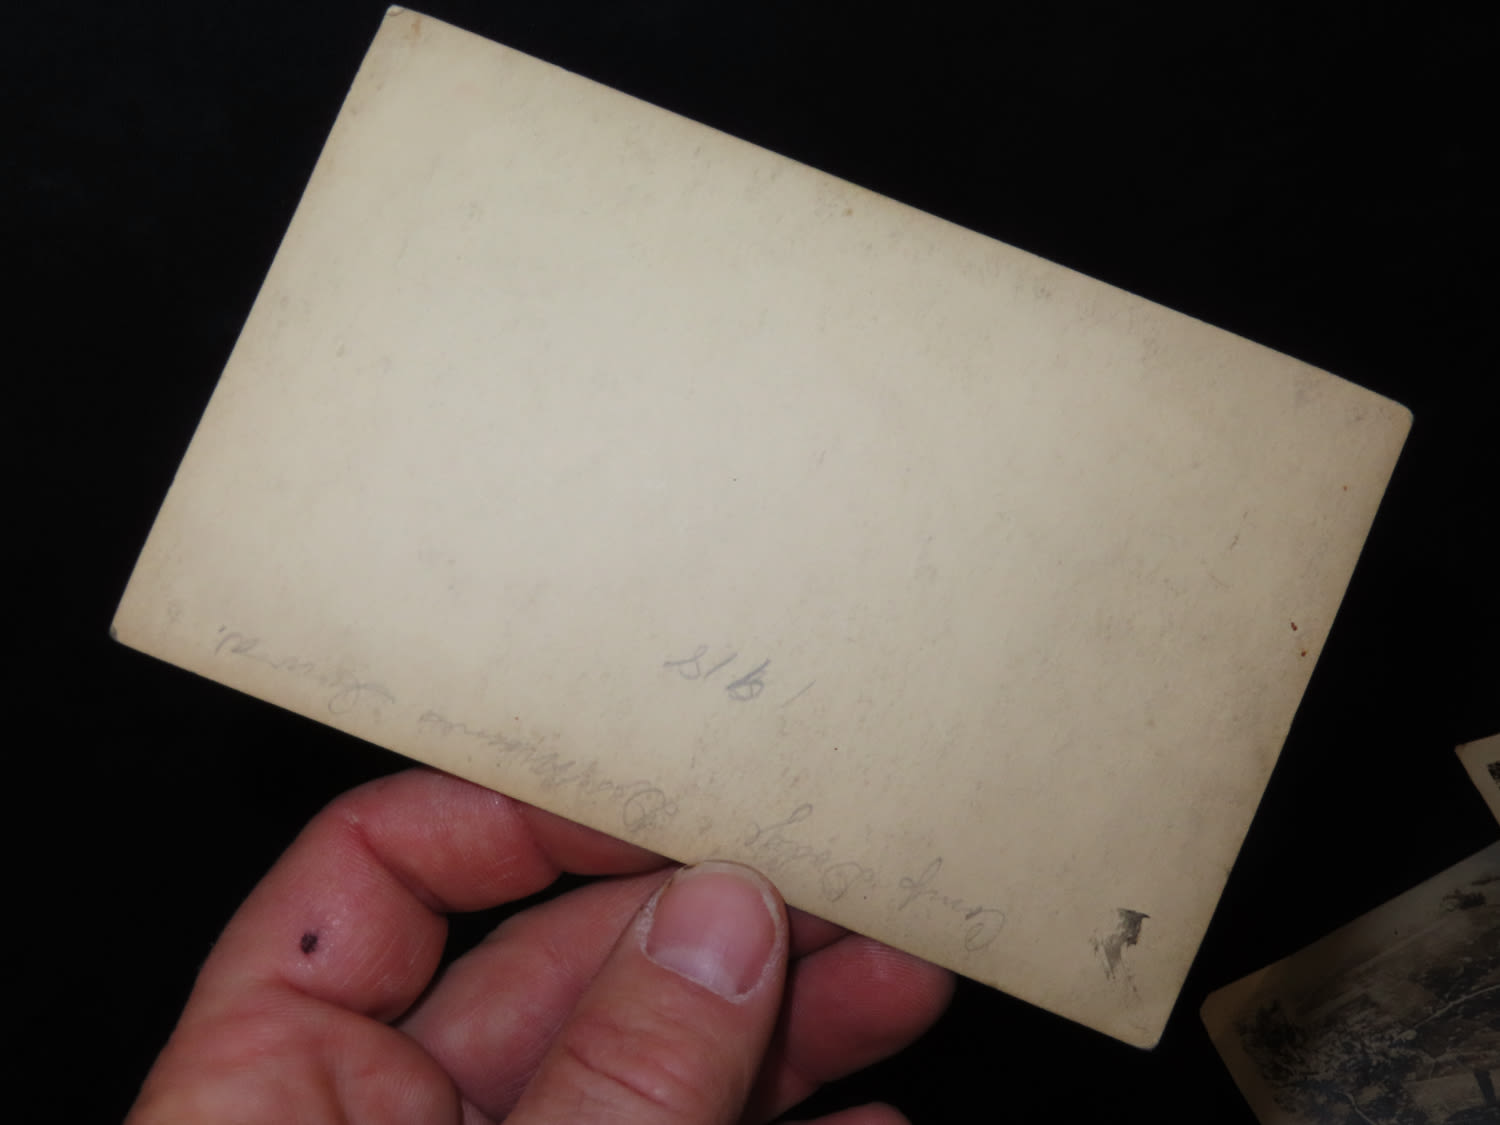 Camp Dodge Des Moines Iowa.
1918